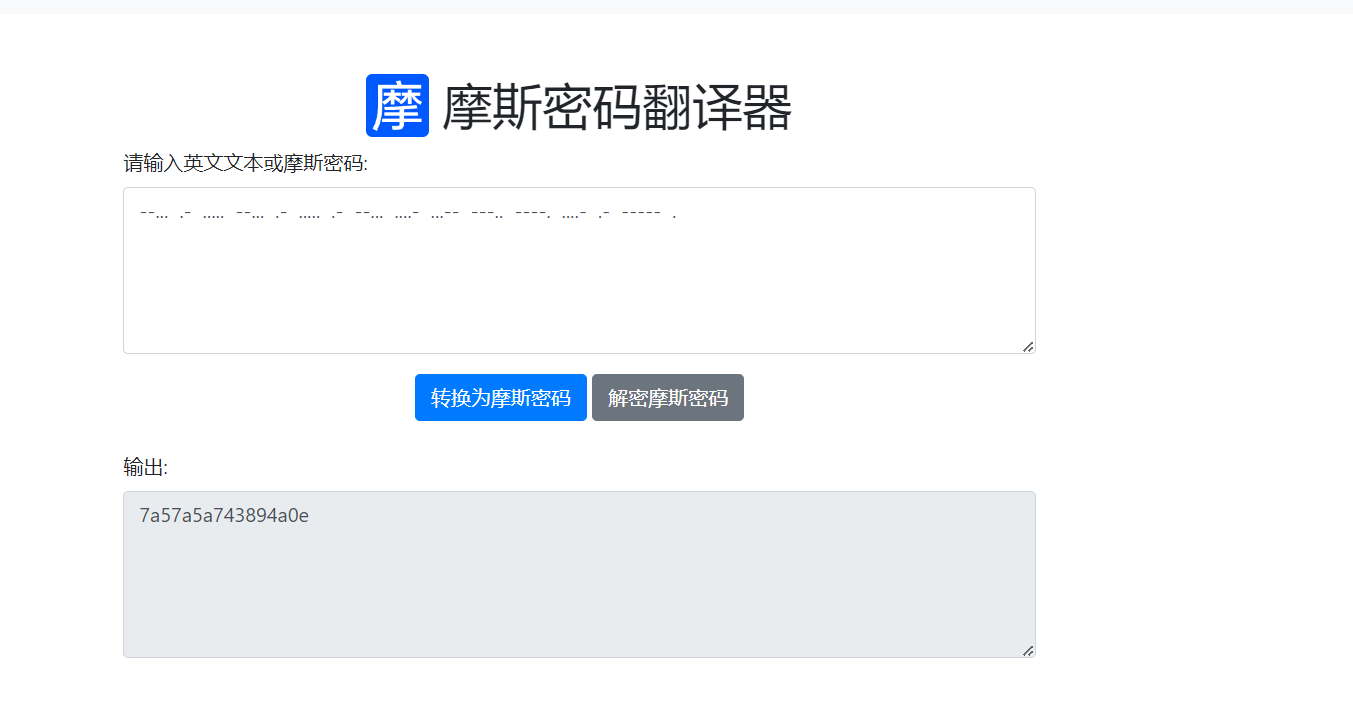 摩 摩斯密码翻译器
请输入英文文本或摩斯密码:
--... .- ..... --... .- ..... .- --... ....- ...-- ---.. ----. ....- .- ----- .
转换为摩斯密码 解密摩斯密码
输出:
7a57a5a743894a0e